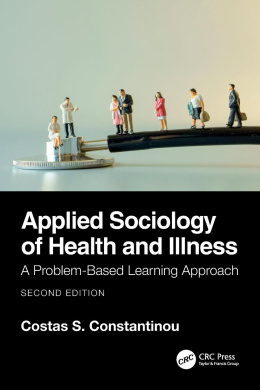 Applied Sociology
of Health and Illness
A Problem-Based Learning Approach
SECOND EDITION
Costas S. Constantinou
CRC
CRC Press
Taylor & Francis Group